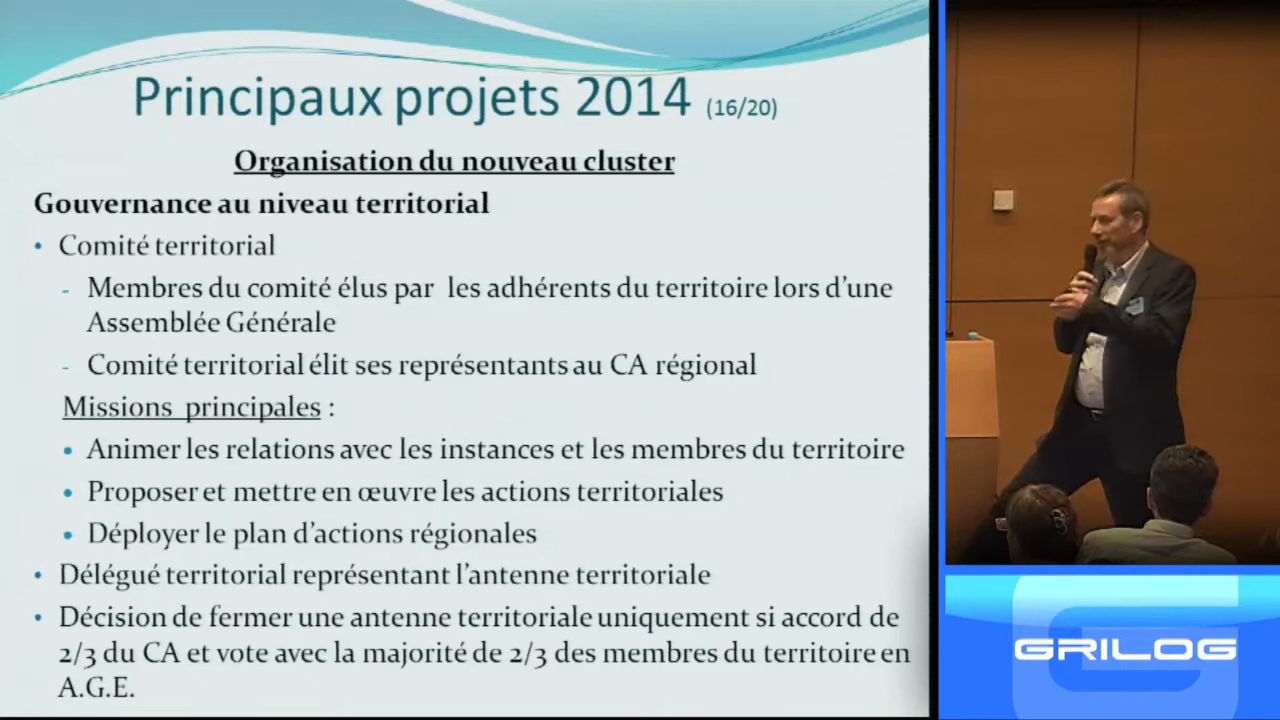 Principaux projets 2014 (16/20)
Organisation du nouveau cluster
Gouvernance au niveau territorial
• Comité territorial
- Membres du comité élus par les adhérents du territoire lors d’une
Assemblée Générale
- Comité territorial élit ses représentants au CA régional
Missions principales :
• Animer les relations avec les instances et les membres du territoire
• Proposer et mettre en œuvre les actions territoriales
• Déployer le plan d’actions régionales
• Délégué territorial représentant l’antenne territoriale
• Décision de fermer une antenne territoriale uniquement si accord de
2/3 du CA et vote avec la majorité de 2/3 des membres du territoire en
A.G.E.
GRILOG